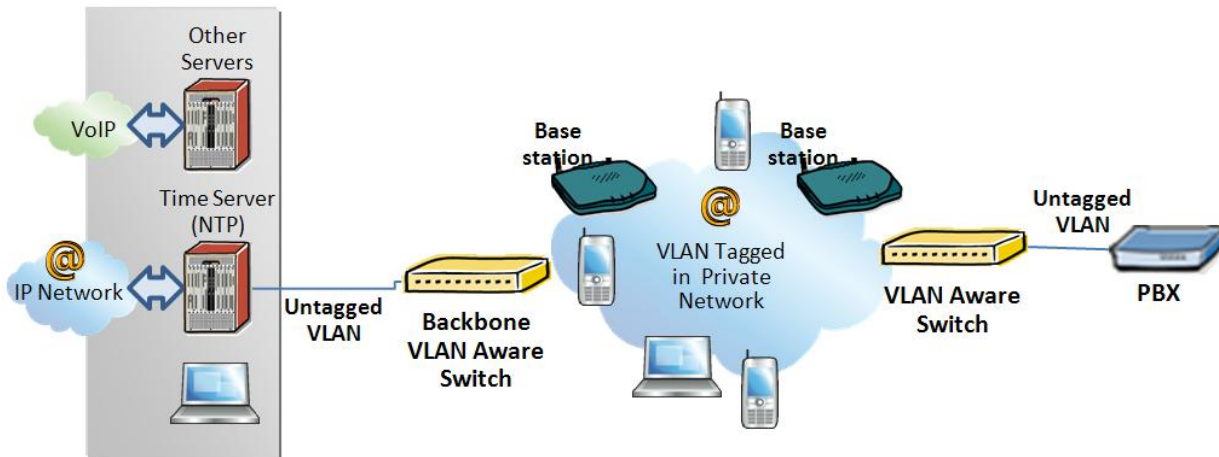 Other
Servers
VoIP
Time Server
(NTP)
@
IP Network
Untagged
VLAN
Backbone
VLAN Aware
Switch
Base
station
Base
station
@
VLAN Tagged
in Private
Network
VLAN Aware
Switch
Untagged
VLAN
PBX